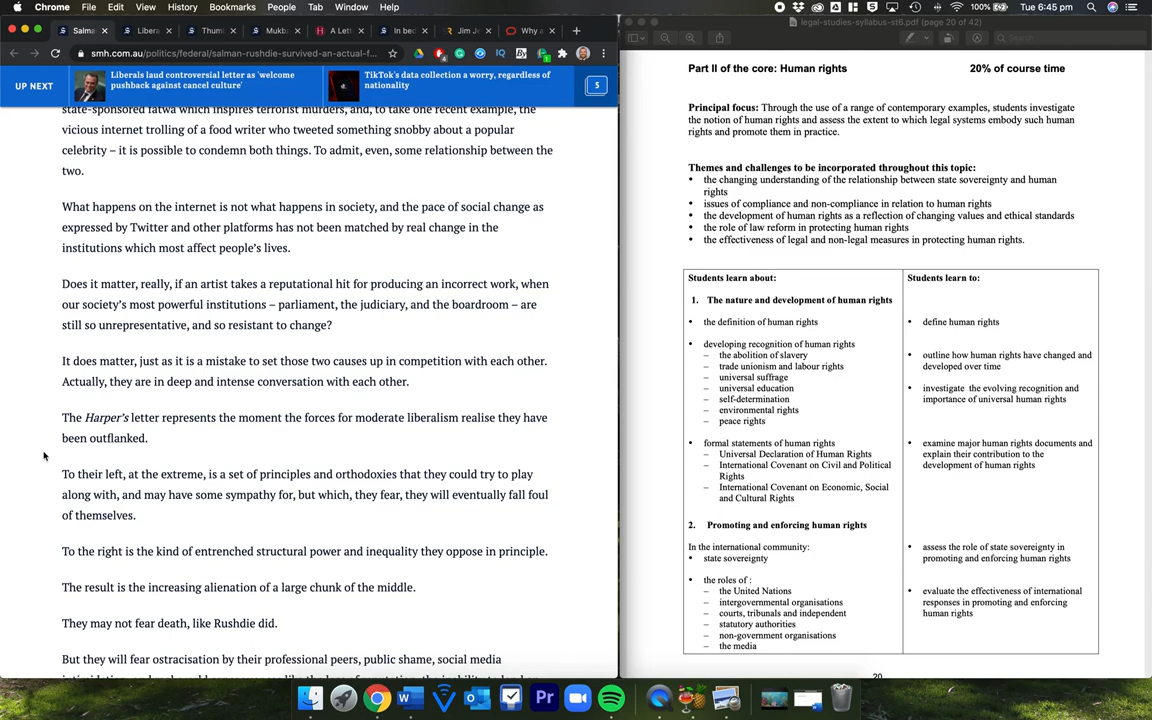 Chrome File Edit View History Bookmarks People Tab Window Help
5 100% Tue 6:45 pm
Salma
Libera
Thumb
Mukba
A Lett
In bed
Jim Jo
Why a
smh.com.au/politics/federal/salman-rushdie-survived-an-actual-f...
UP NEXT
Liberals laud controversial letter as 'welcome
pushback against cancel culture'
TikTok's data collection a worry, regardless of
nationality
5
state-sponsored fatwa which inspires terrorist murders, and, to take one recent example, the
vicious internet trolling of a food writer who tweeted something snobby about a popular
celebrity – it is possible to condemn both things. To admit, even, some relationship between the
two.
What happens on the internet is not what happens in society, and the pace of social change as
expressed by Twitter and other platforms has not been matched by real change in the
institutions which most affect people's lives.
Does it matter, really, if an artist takes a reputational hit for producing an incorrect work, when
our society's most powerful institutions – parliament, the judiciary, and the boardroom – are
still so unrepresentative, and so resistant to change?
It does matter, just as it is a mistake to set those two causes up in competition with each other.
Actually, they are in deep and intense conversation with each other.
The Harper's letter represents the moment the forces for moderate liberalism realise they have
been outflanked.
To their left, at the extreme, is a set of principles and orthodoxies that they could try to play
along with, and may have some sympathy for, but which, they fear, they will eventually fall foul
of themselves.
To the right is the kind of entrenched structural power and inequality they oppose in principle.
The result is the increasing alienation of a large chunk of the middle.
They may not fear death, like Rushdie did.
But they will fear ostracisation by their professional peers, public shame, social media
legal-studies-syllabus-st6.pdf (page 20 of 42)
Search
Part II of the core: Human rights 20% of course time
Principal focus: Through the use of a range of contemporary examples, students investigate
the notion of human rights and assess the extent to which legal systems embody such human
rights and promote them in practice.
Themes and challenges to be incorporated throughout this topic:
• the changing understanding of the relationship between state sovereignty and human
rights
• issues of compliance and non-compliance in relation to human rights
• the development of human rights as a reflection of changing values and ethical standards
• the role of law reform in protecting human rights
• the effectiveness of legal and non-legal measures in protecting human rights.
Students learn about:
1. The nature and development of human rights
• the definition of human rights
• developing recognition of human rights
– the abolition of slavery
– trade unionism and labour rights
– universal suffrage
– universal education
– self-determination
– environmental rights
– peace rights
• formal statements of human rights
– Universal Declaration of Human Rights
– International Covenant on Civil and Political
Rights
– International Covenant on Economic, Social
and Cultural Rights
2. Promoting and enforcing human rights
In the international community:
• state sovereignty
• the roles of :
– the United Nations
– intergovernmental organisations
– courts, tribunals and independent
– statutory authorities
– non-government organisations
– the media
Students learn to:
• define human rights
• outline how human rights have changed and
developed over time
• investigate the evolving recognition and
importance of universal human rights
• examine major human rights documents and
explain their contribution to the
development of human rights
• assess the role of state sovereignty in
promoting and enforcing human rights
• evaluate the effectiveness of international
responses in promoting and enforcing
human rights
20